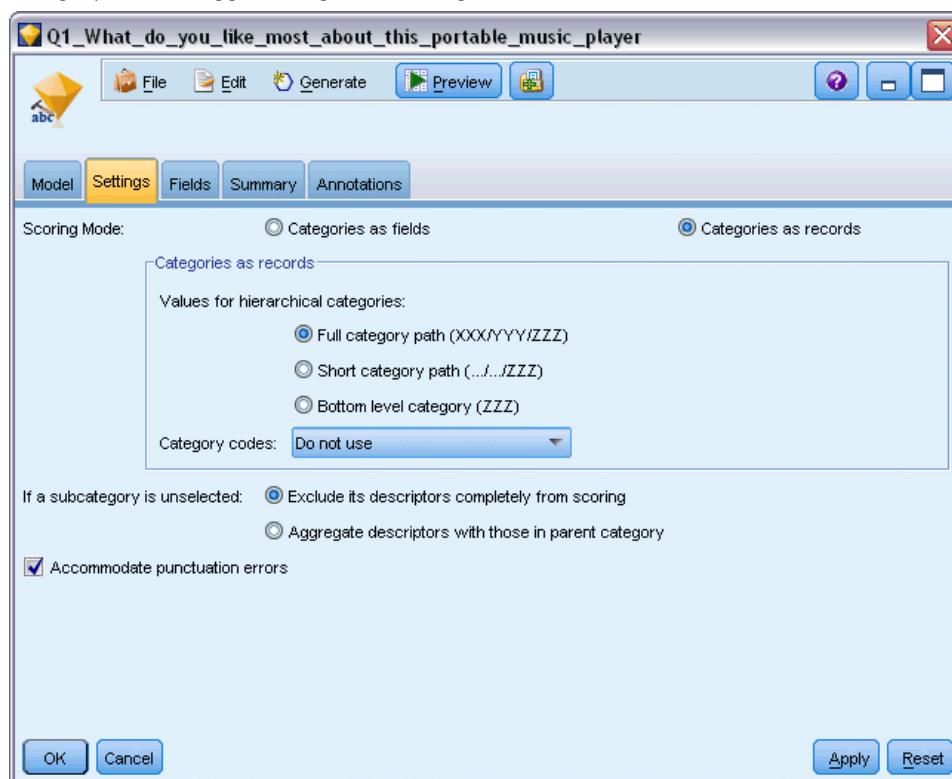 Q1_What_do_you_like_most_about_this_portable_music_player
File Edit Generate Preview
abc
Model Settings Fields Summary Annotations
Scoring Mode: Categories as fields Categories as records
Categories as records
Values for hierarchical categories:
Full category path (XXX/YYY/ZZZ)
Short category path (.../.../ZZZ)
Bottom level category (ZZZ)
Category codes: Do not use
If a subcategory is unselected: Exclude its descriptors completely from scoring
Aggregate descriptors with those in parent category
Accommodate punctuation errors
OK Cancel Apply Reset